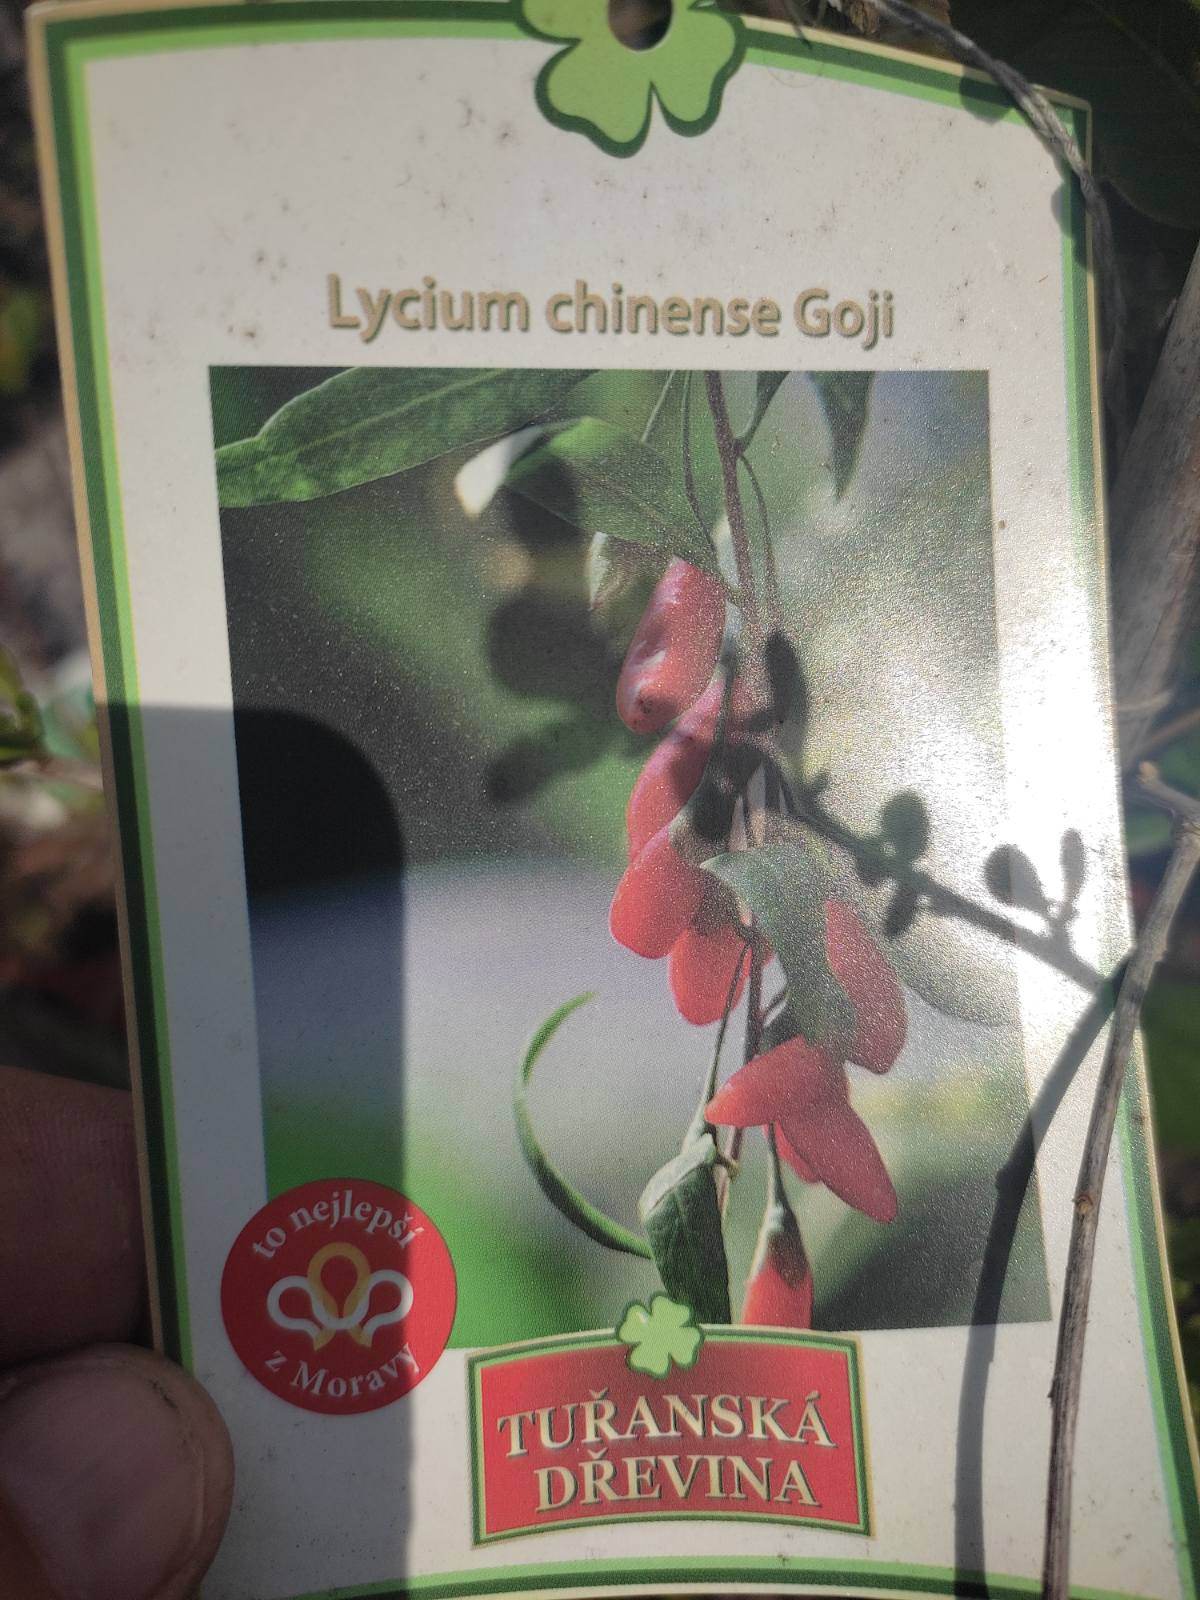 Lycium chinense Goji
to nejlepší
z Moravy
TUŘANSKÁ
DŘEVINA